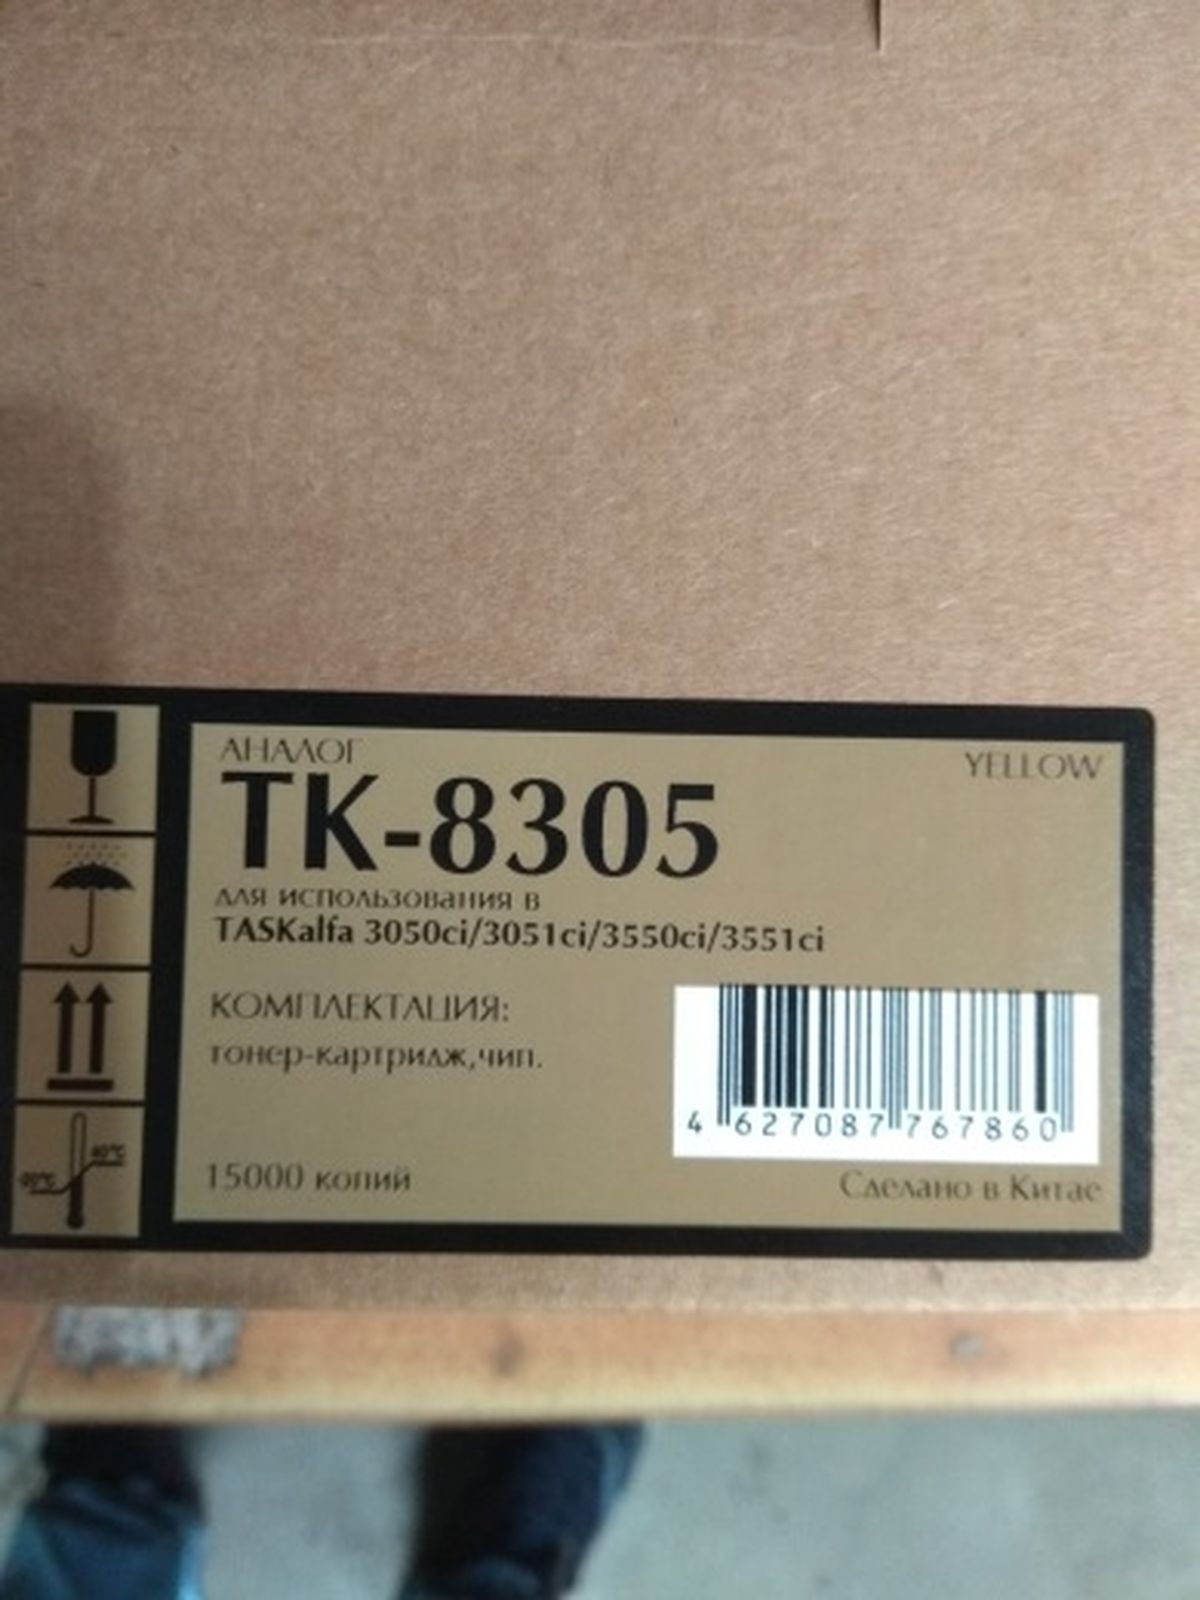 АНАЛОГ
YELLOW
TK-8305
для использования в
TASKalfa 3050ci/3051ci/3550ci/3551ci
КОМПЛЕКТАЦИЯ:
тонер-картридж,чип.
4 627087 767860
15000 копий
Сделано в Китае
40°C